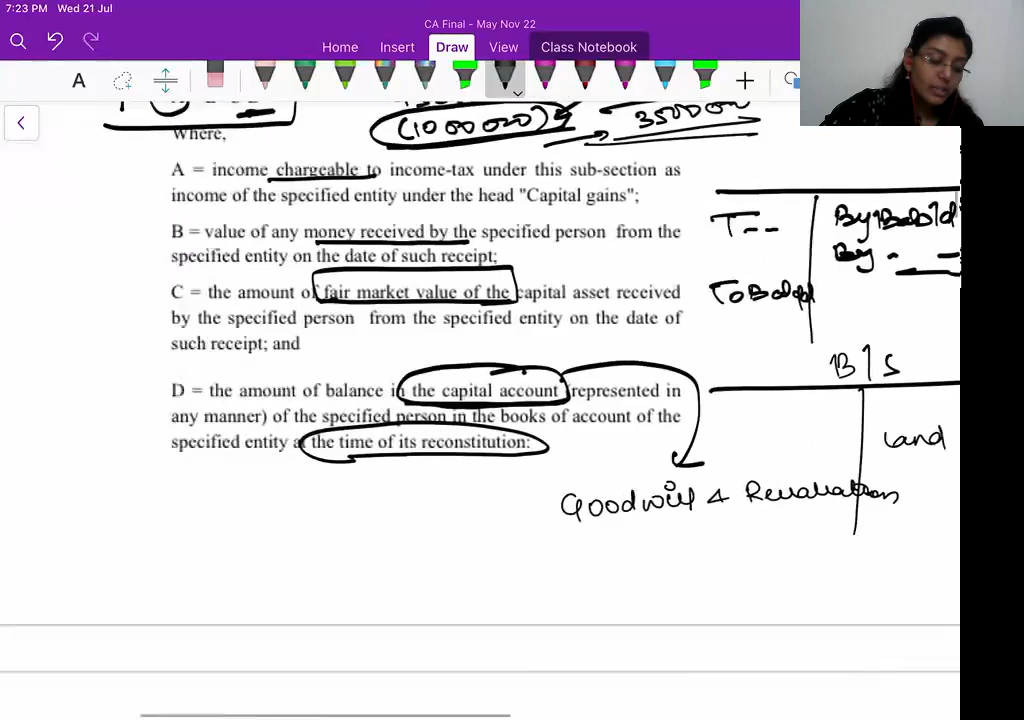 7:23 PM Wed 21 Jul
CA Final - May Nov 22
Home Insert Draw View Class Notebook
A
(1000000) 350000
Where,
A = income chargeable to income-tax under this sub-section as
income of the specified entity under the head "Capital gains";
B = value of any money received by the specified person from the
specified entity on the date of such receipt;
C = the amount of fair market value of the capital asset received
by the specified person from the specified entity on the date of
such receipt; and
D = the amount of balance in the capital account (represented in
any manner) of the specified person in the books of account of the
specified entity at the time of its reconstitution:
By Bal b/d
By
To Bal c/d
B/S
Land
Goodwill & Revaluation